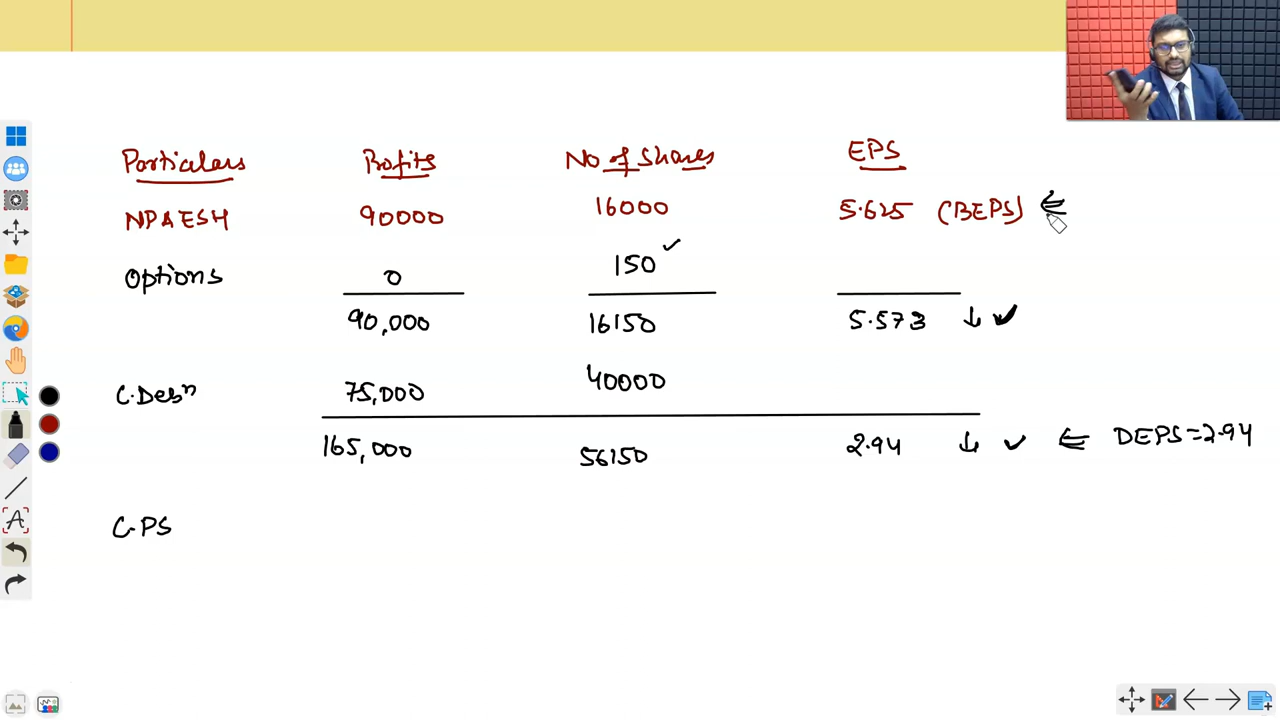 Particulars Profits No of Shares EPS
NPAESH 90000 16000 5.625 (BEPS)
Options 0 150
90,000 16150 5.573
C.Debn 75,000 40000
165,000 56150 2.94 DEPS=2.94
C.PS